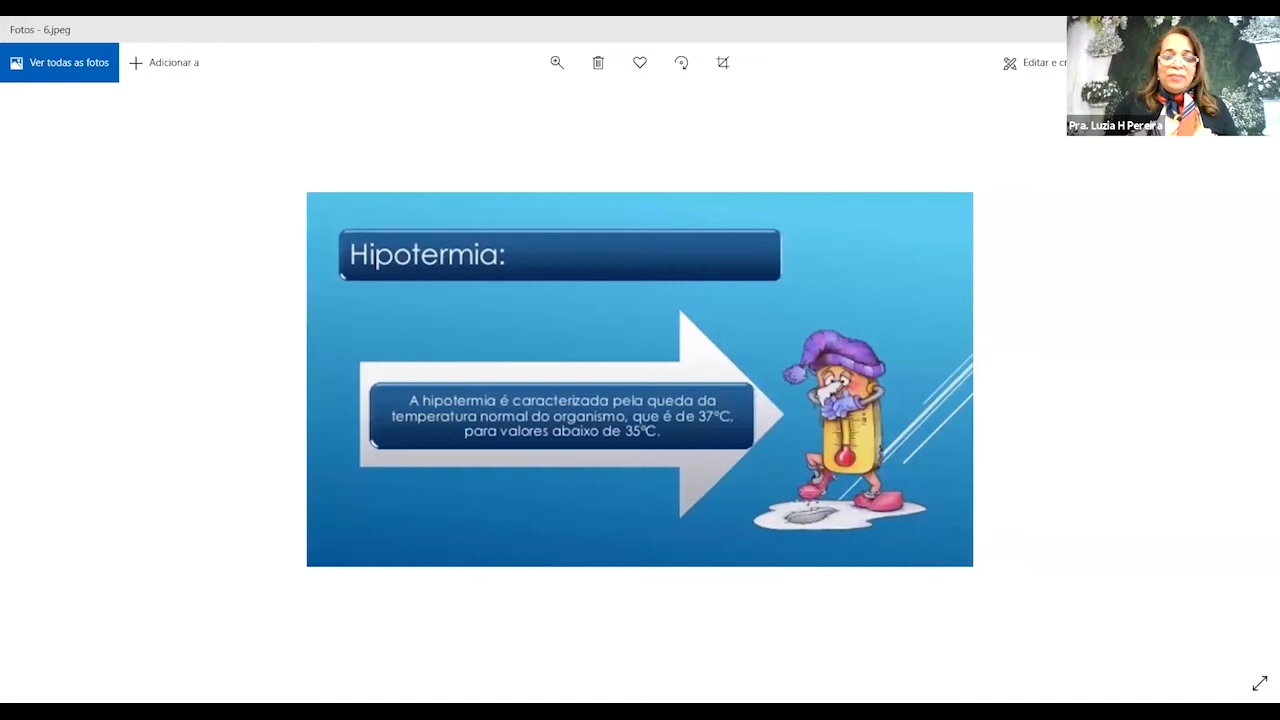 Fotos - 6.jpeg
Ver todas as fotos
Adicionar a
Editar e cr
Pra. Luzia H Pereira
Hipotermia:
A hipotermia é caracterizada pela queda da
temperatura normal do organismo, que é de 37ºC,
para valores abaixo de 35ºC.